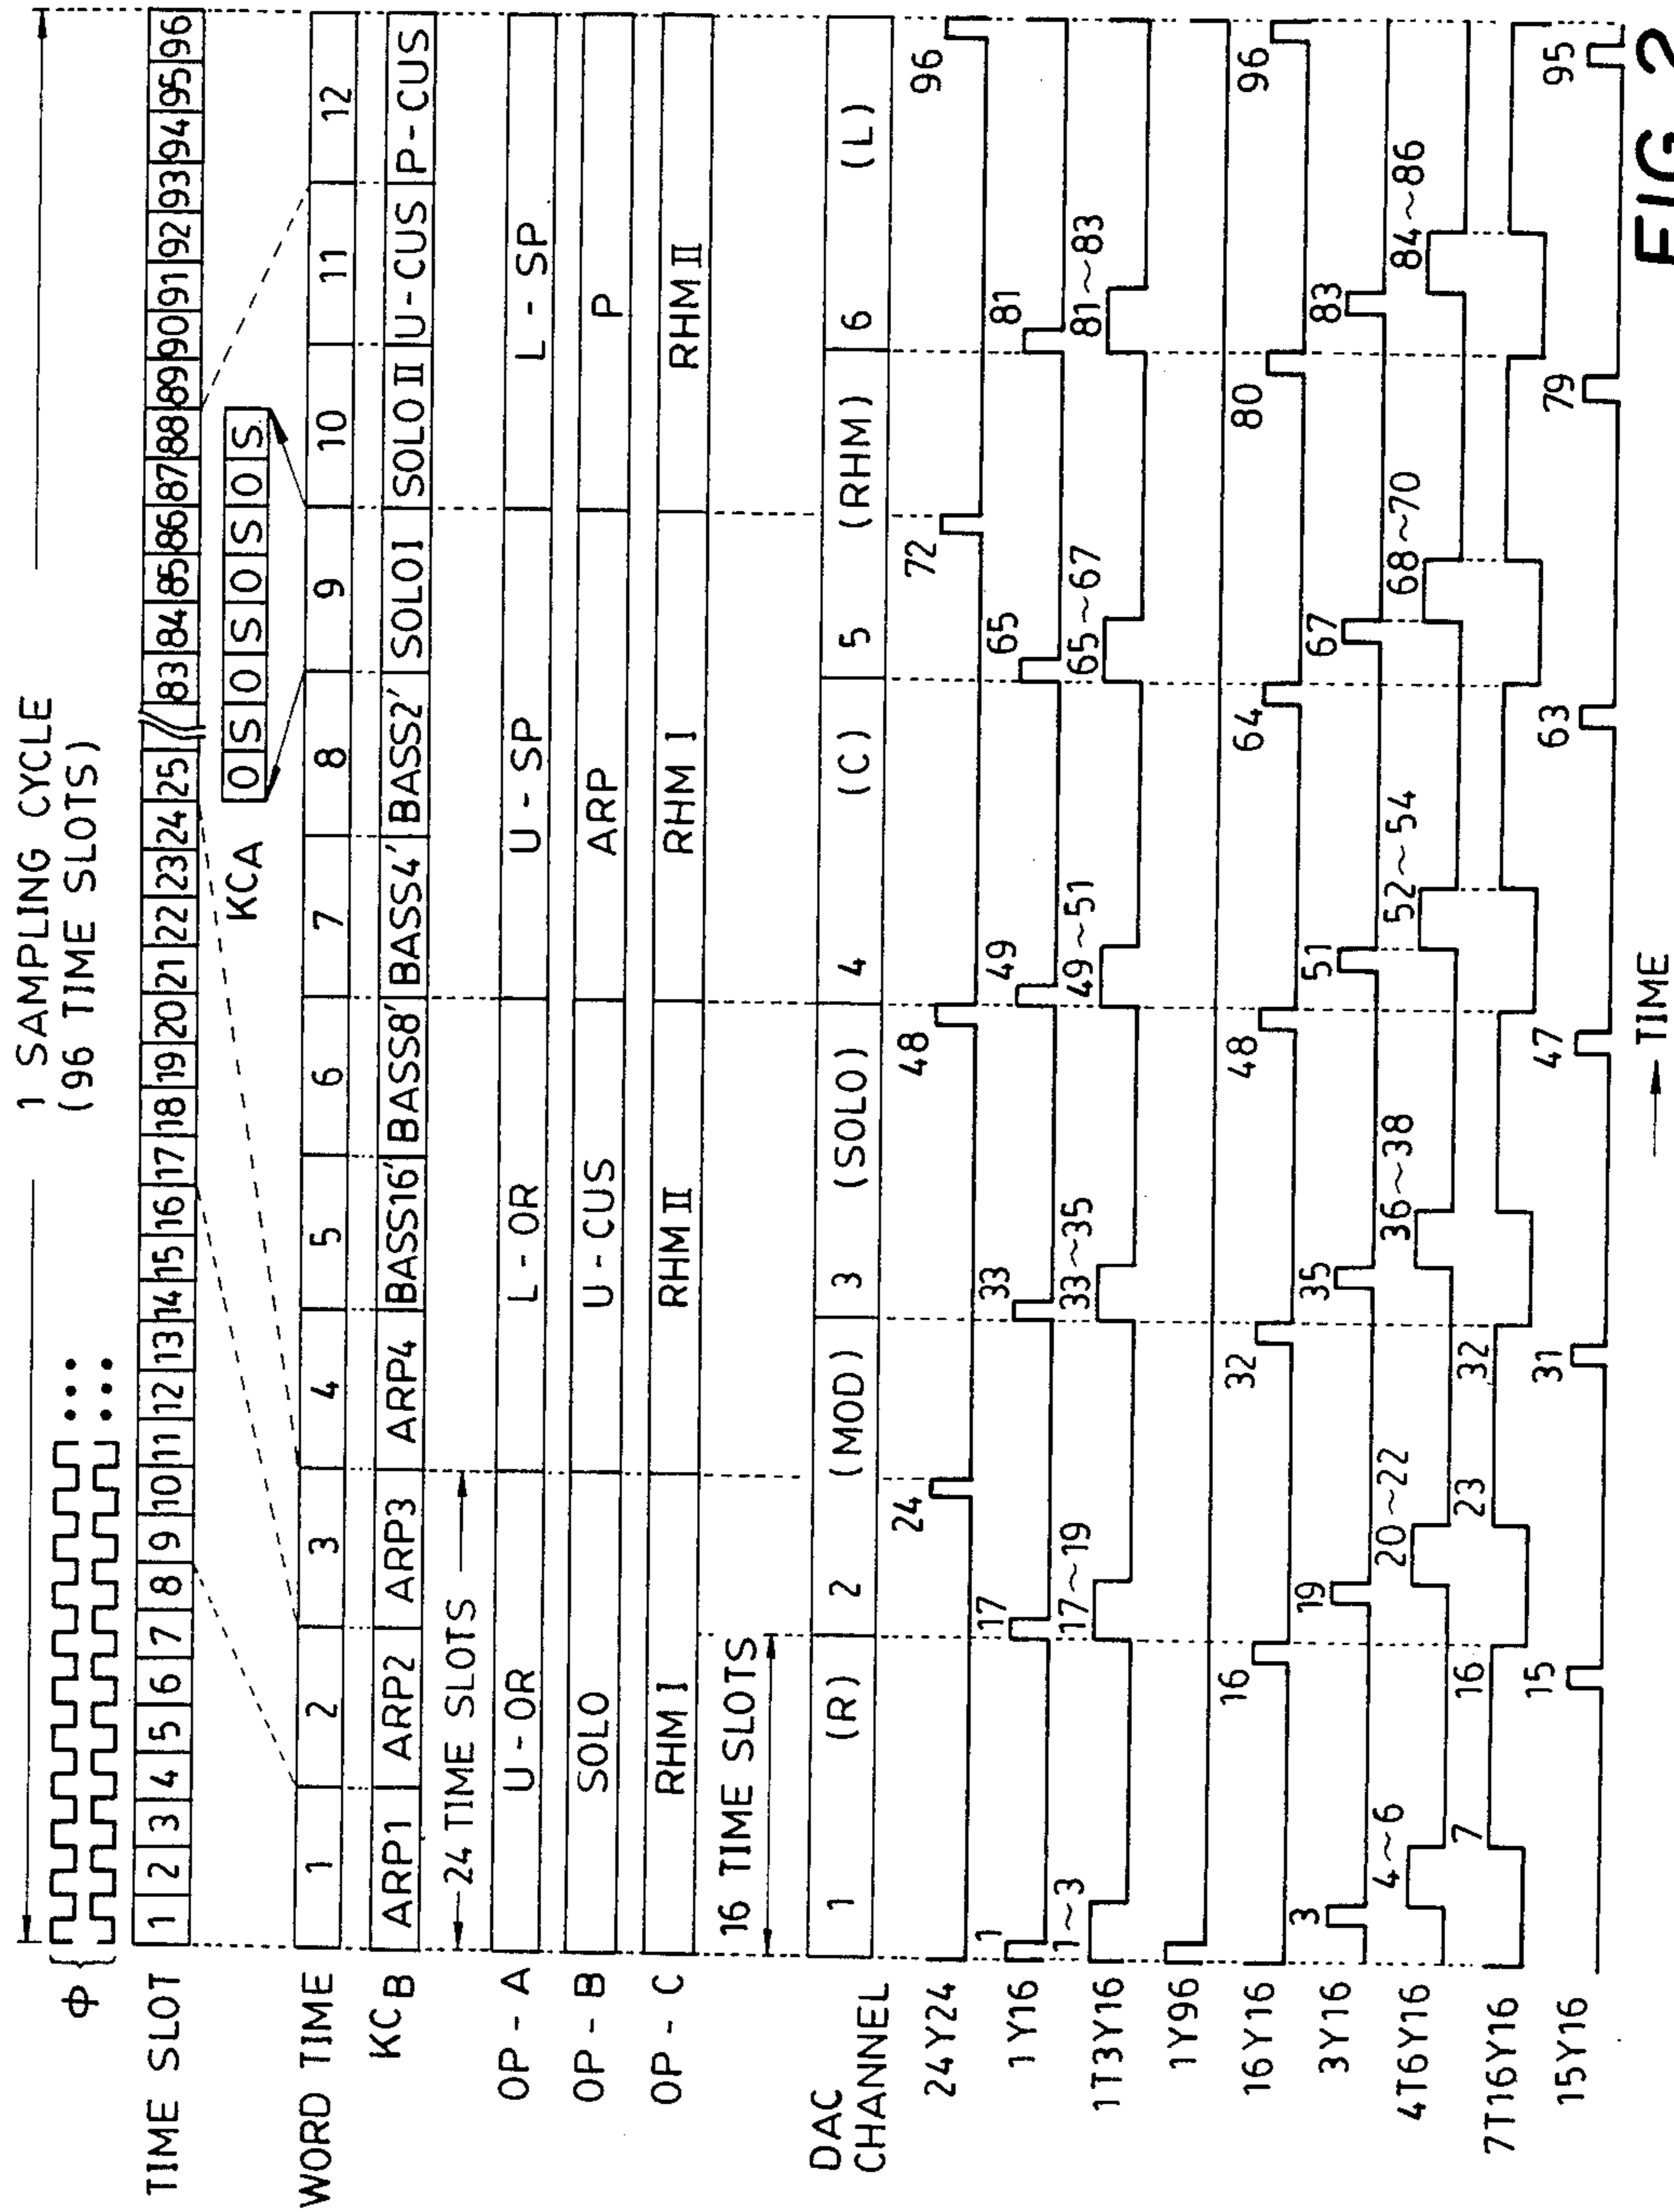 1 SAMPLING CYCLE
(96 TIME SLOTS)
Φ
TIME SLOT 1 2 3 4 5 6 7 8 9 10 11 12 13 14 15 16 17 18 19 20 21 22 23 24 25 83 84 85 86 87 88 89 90 91 92 93 94 95 96
KCA O S O S O S O S
WORD TIME 1 2 3 4 5 6 7 8 9 10 11 12
KCB ARP1 ARP2 ARP3 ARP4 BASS16' BASS8' BASS4' BASS2' SOLO I SOLO II U-CUS P-CUS
24 TIME SLOTS
OP-A U-OR L-OR U-SP L-SP
OP-B SOLO U-CUS ARP P
OP-C RHM I RHM II RHM I RHM II
16 TIME SLOTS
DAC
CHANNEL 1 (R) 2 (MOD) 3 (SOLO) 4 (C) 5 (RHM) 6 (L)
24Y24 24 48 72 96
1Y16 1 17 33 49 65 81
1T3Y16 1~3 17~19 33~35 49~51 65~67 81~83
1Y96
16Y16 16 32 48 64 80 96
3Y16 3 19 35 51 67 83
4T6Y16 4~6 20~22 36~38 52~54 68~70 84~86
7T16Y16 7 16 23 32
15Y16 15 31 47 63 79 95
TIME
FIG 2